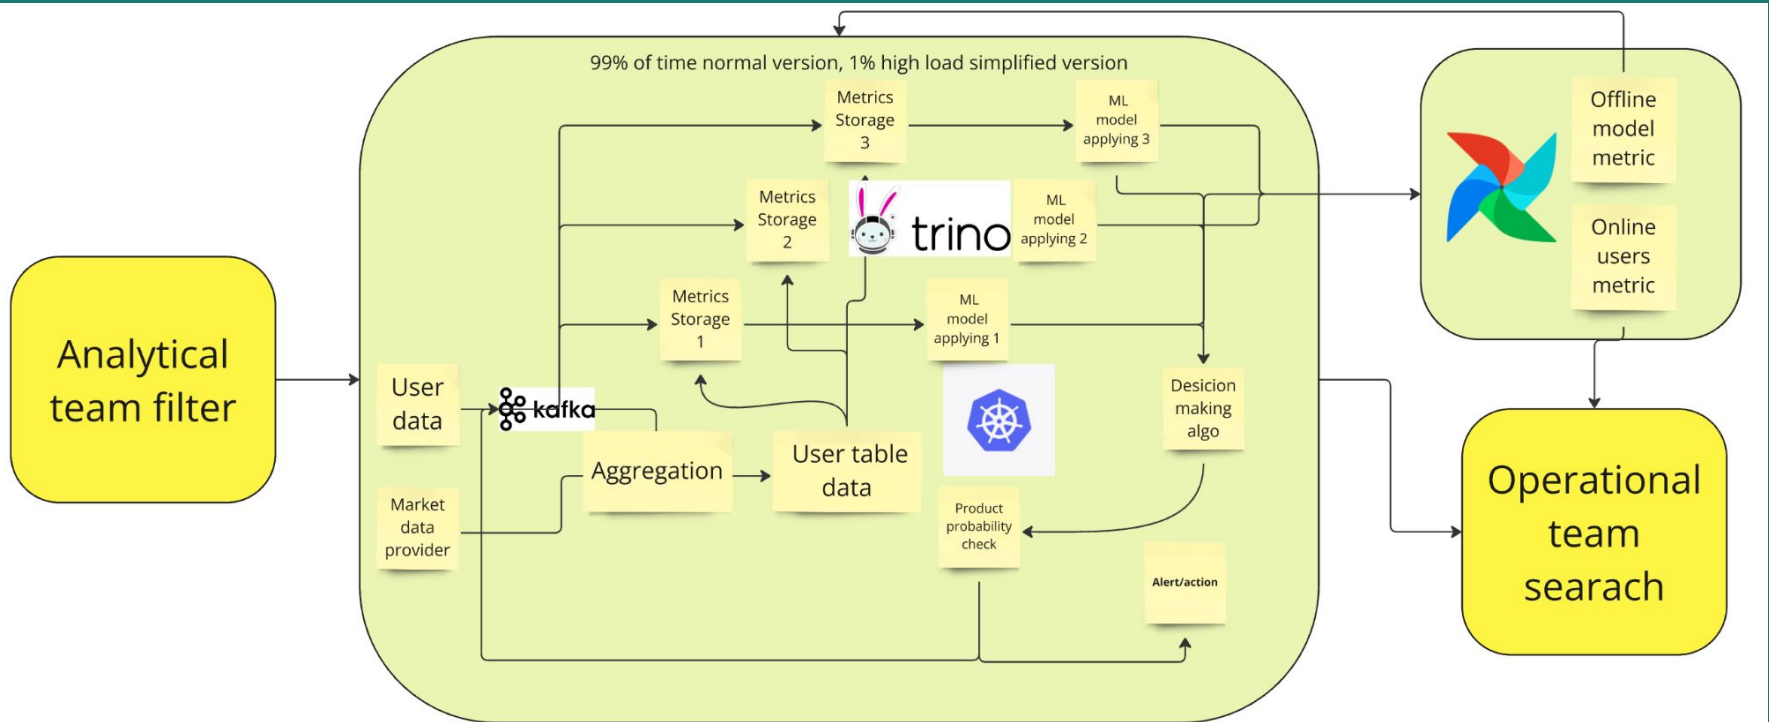 99% of time normal version, 1% high load simplified version
Metrics
Storage
3
ML
model
applying 3
Metrics
Storage
2
trino
ML
model
applying 2
Metrics
Storage
1
ML
model
applying 1
Offline
model
metric
Online
users
metric
Analytical
team filter
User
data
kafka
Aggregation
User table
data
Market
data
provider
Desicion
making
algo
Product
probability
check
Alert/action
Operational
team
searach